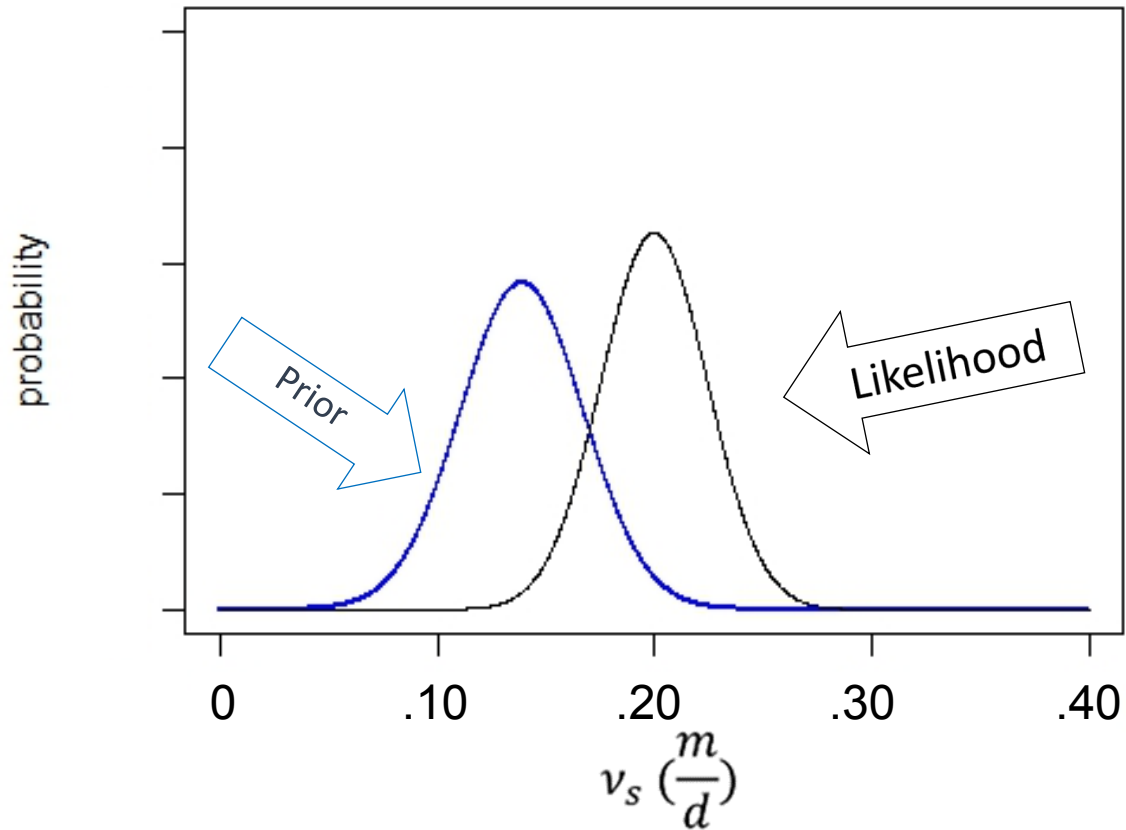 probability
Prior
Likelihood
0 .10 .20 .30 .40
νₛ (m/d)